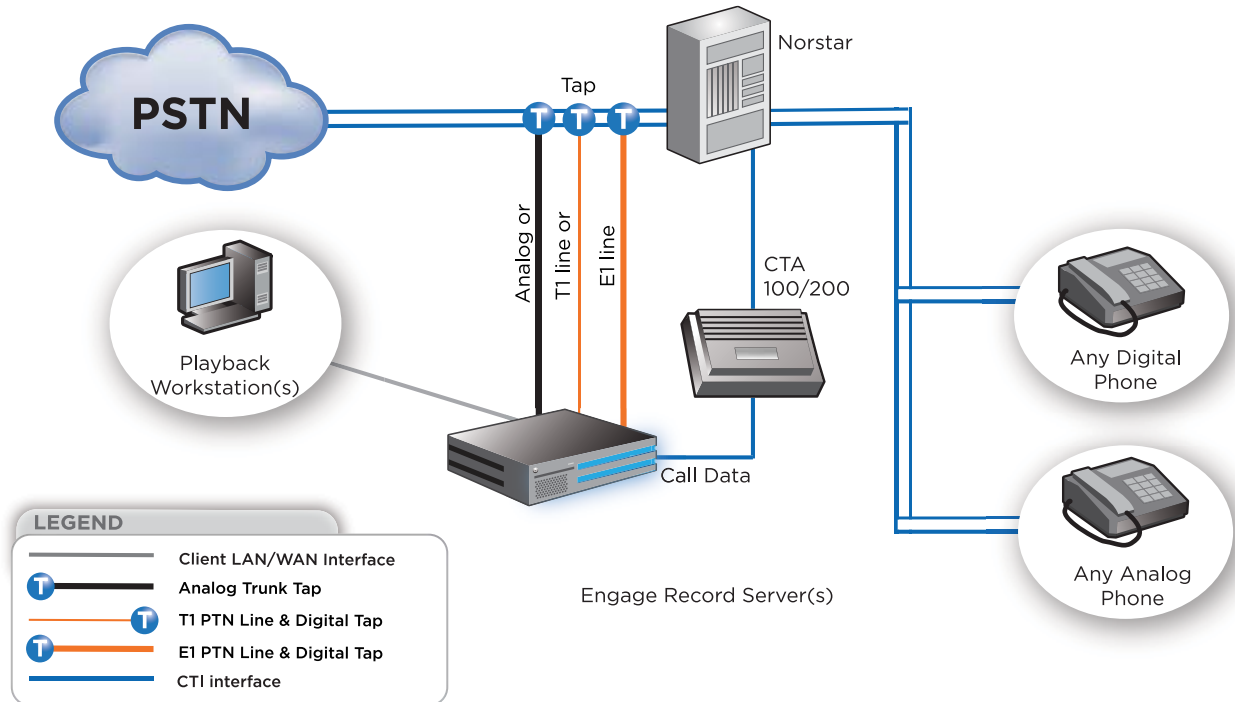 Norstar
PSTN
Tap
T T T
Analog or
T1 line or
E1 line
CTA
100/200
Playback
Workstation(s)
Any Digital
Phone
Call Data
Any Analog
Phone
Engage Record Server(s)
LEGEND
Client LAN/WAN Interface
T Analog Trunk Tap
T T1 PTN Line & Digital Tap
T E1 PTN Line & Digital Tap
CTI interface